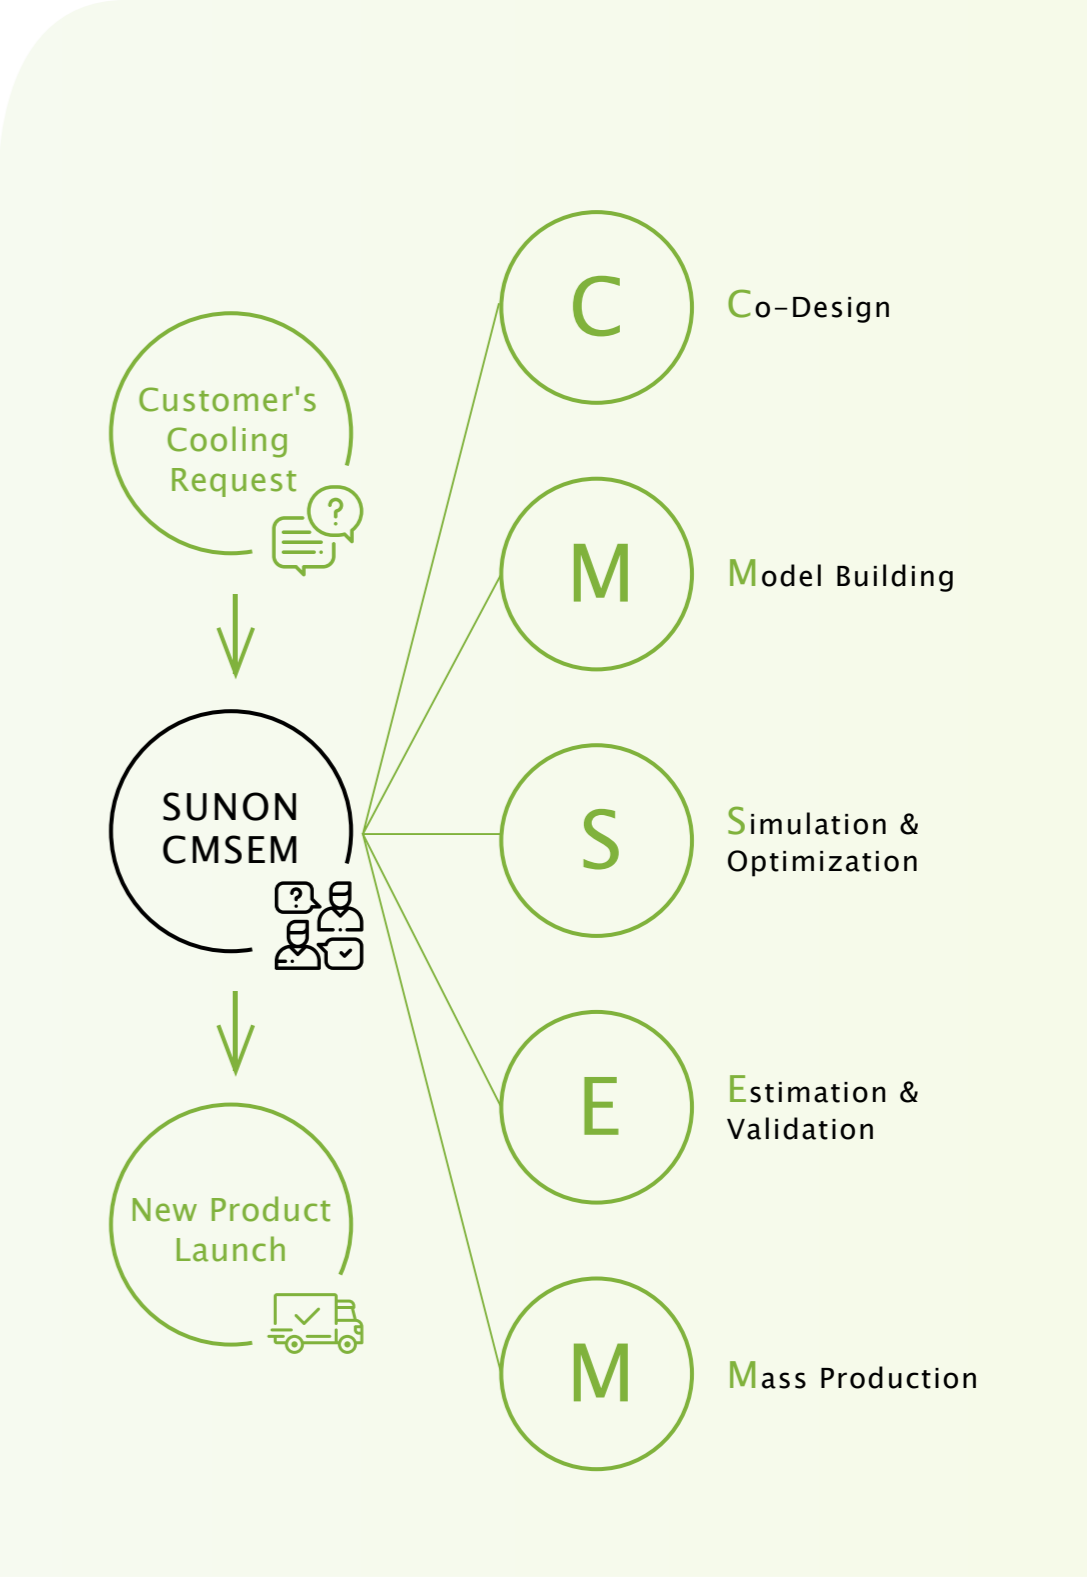 Customer's
Cooling
Request
?
SUNON
CMSEM
?
New Product
Launch
C
Co-Design
M
Model Building
S
Simulation &
Optimization
E
Estimation &
Validation
M
Mass Production